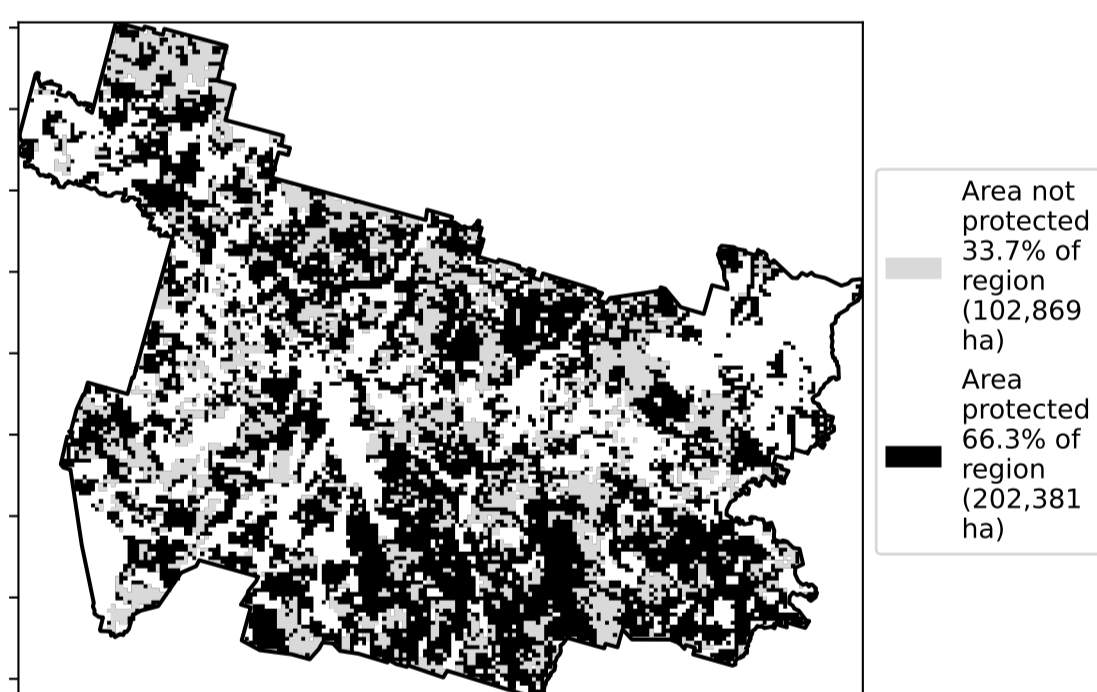 Area not
protected
33.7% of
region
(102,869
ha)
Area
protected
66.3% of
region
(202,381
ha)